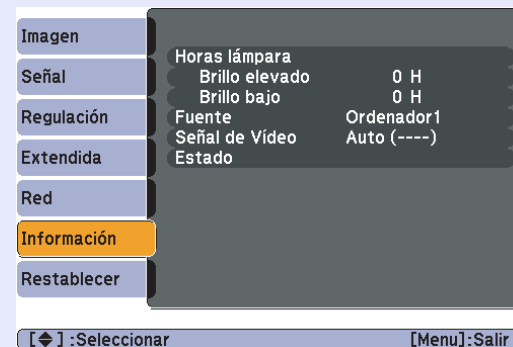 Imagen
Señal
Regulación
Extendida
Red
Información
Restablecer
Horas lámpara
Brillo elevado 0 H
Brillo bajo 0 H
Fuente Ordenador1
Señal de Vídeo Auto (----)
Estado
[◆] :Seleccionar [Menu]:Salir